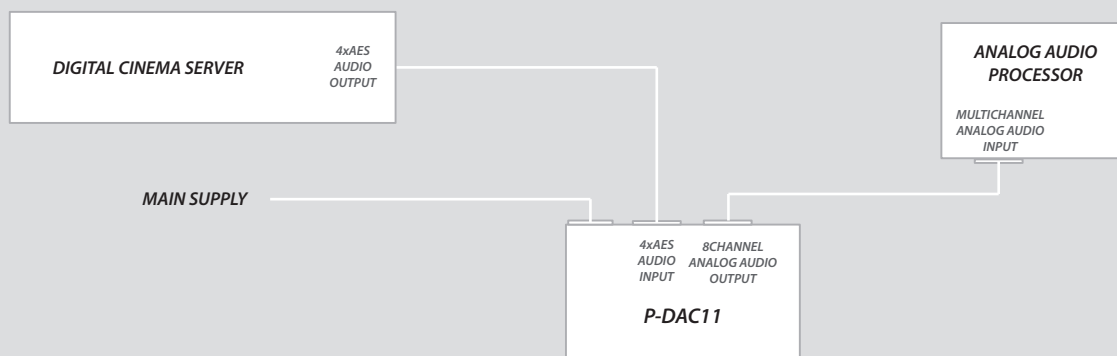 DIGITAL CINEMA SERVER
4xAES
AUDIO
OUTPUT
ANALOG AUDIO
PROCESSOR
MULTICHANNEL
ANALOG AUDIO
INPUT
MAIN SUPPLY
4xAES
AUDIO
INPUT
8CHANNEL
ANALOG AUDIO
OUTPUT
P-DAC11